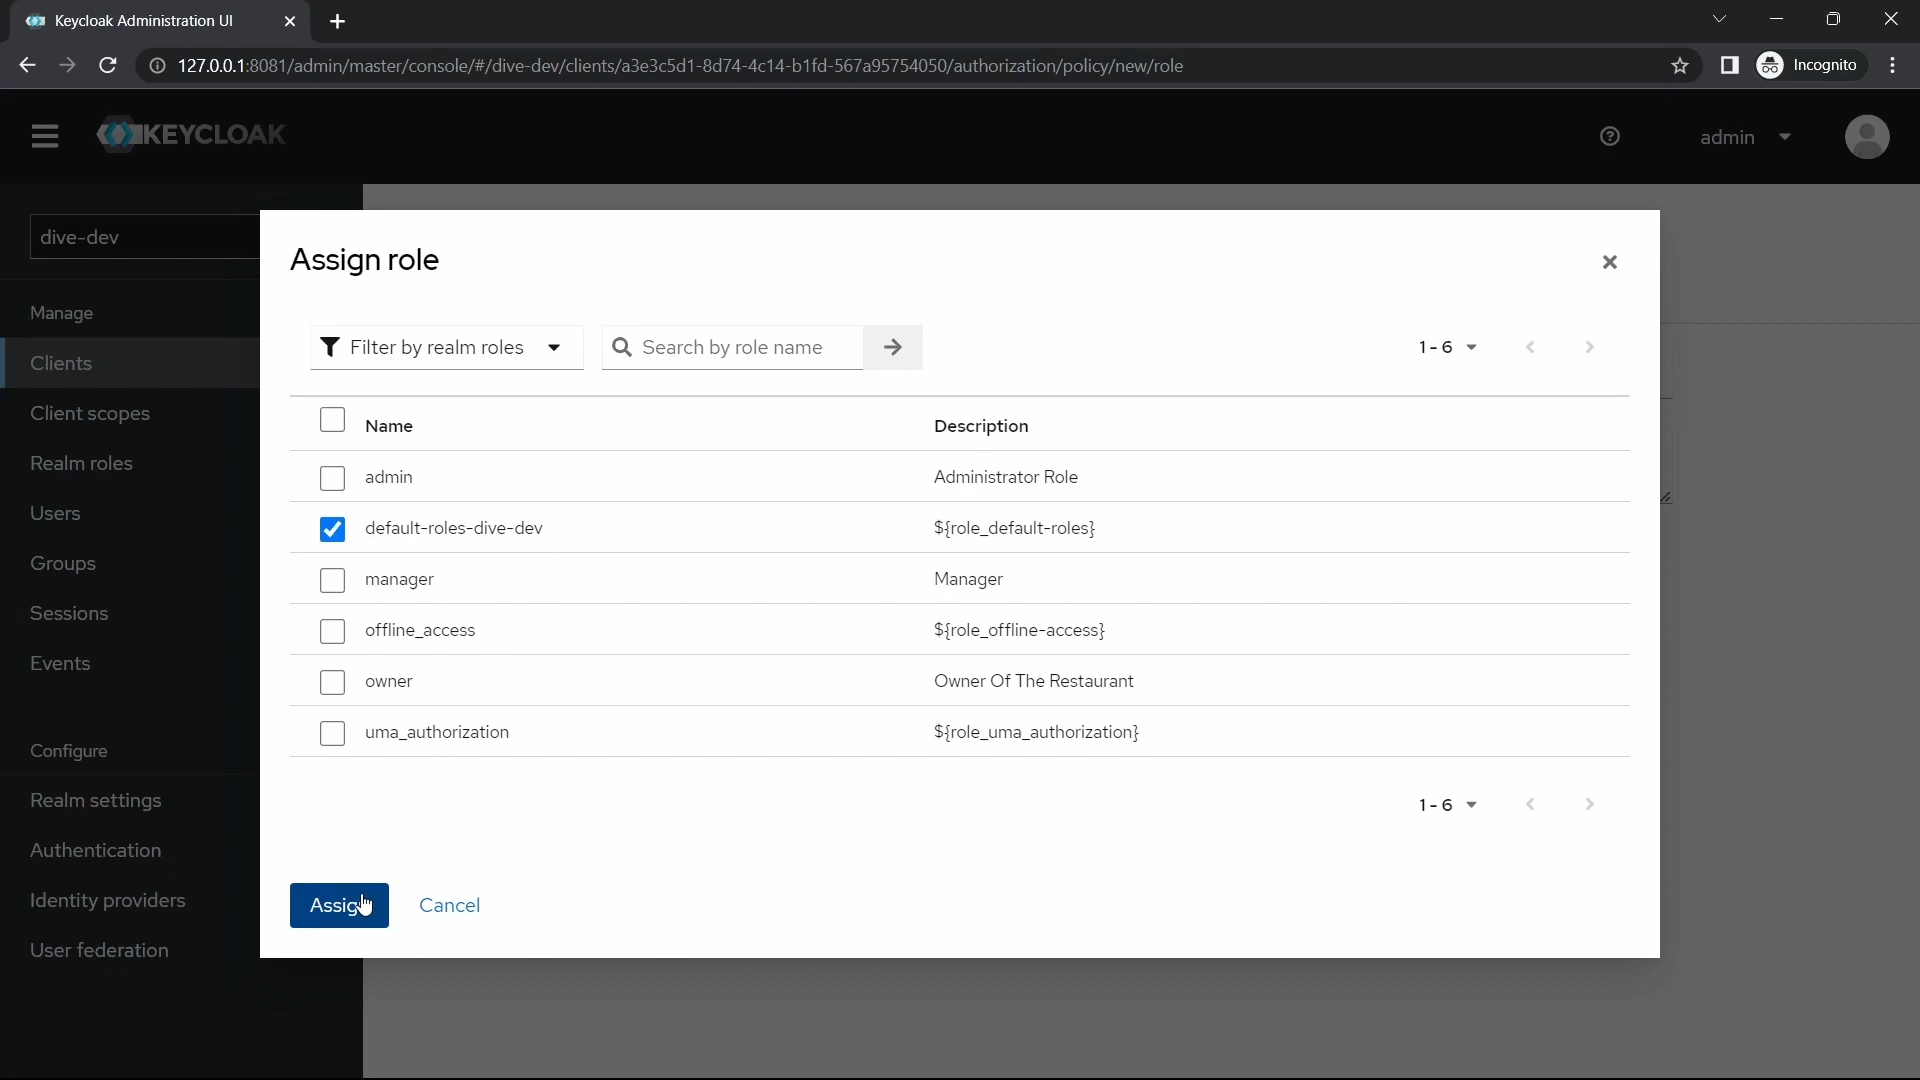 Keycloak Administration UI
127.0.0.1:8081/admin/master/console/#/dive-dev/clients/a3e3c5d1-8d74-4c14-b1fd-567a95754050/authorization/policy/new/role
Incognito
KEYCLOAK
admin
dive-dev
Manage
Clients
Client scopes
Realm roles
Users
Groups
Sessions
Events
Configure
Realm settings
Authentication
Identity providers
User federation
Assign role
Filter by realm roles
Search by role name
1 - 6
Name Description
admin Administrator Role
default-roles-dive-dev ${role_default-roles}
manager Manager
offline_access ${role_offline-access}
owner Owner Of The Restaurant
uma_authorization ${role_uma_authorization}
1 - 6
Assign Cancel